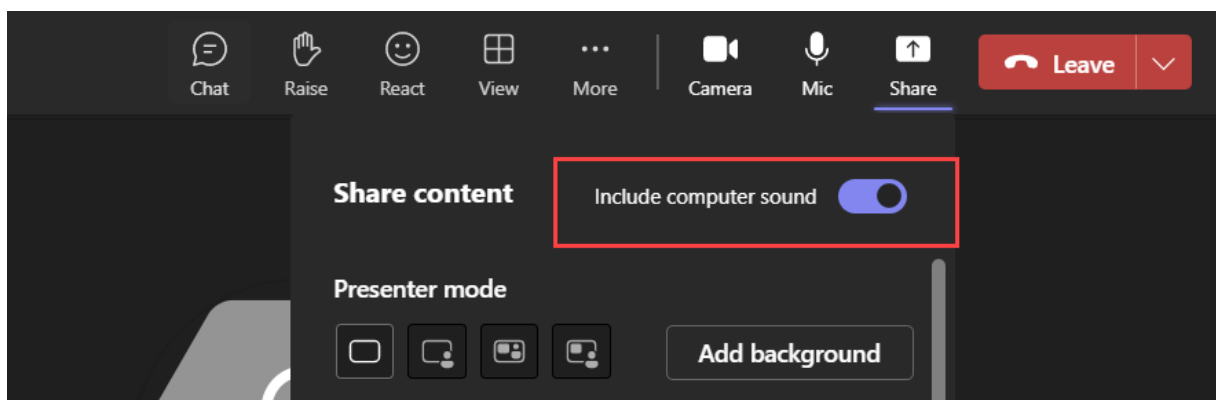 Chat Raise React View More Camera Mic Share Leave
Share content Include computer sound
Presenter mode
Add background